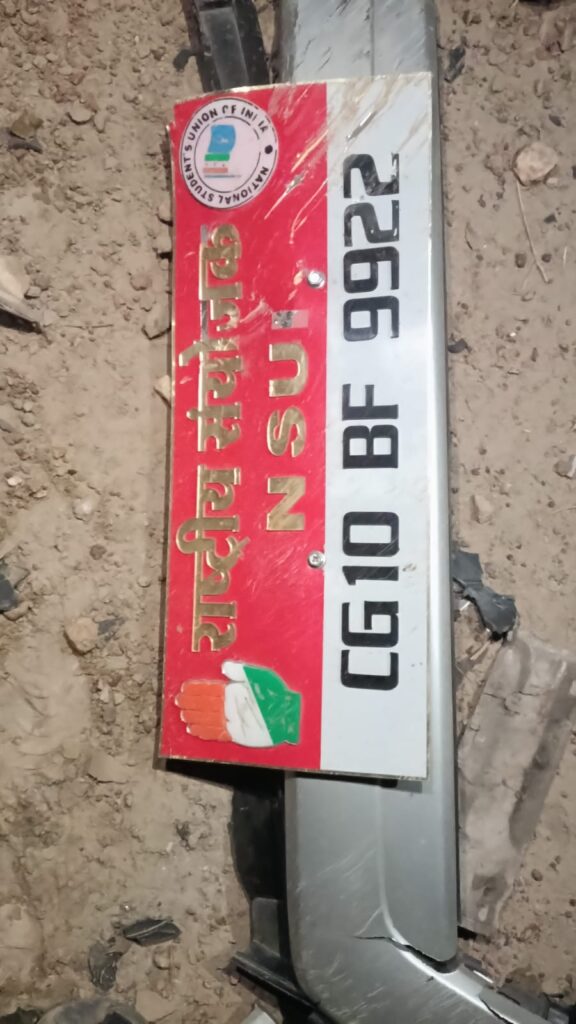 NATIONAL STUDENT'S UNION OF INDIA
राष्ट्रीय संयोजक
NSUI
CG10 BF 9922